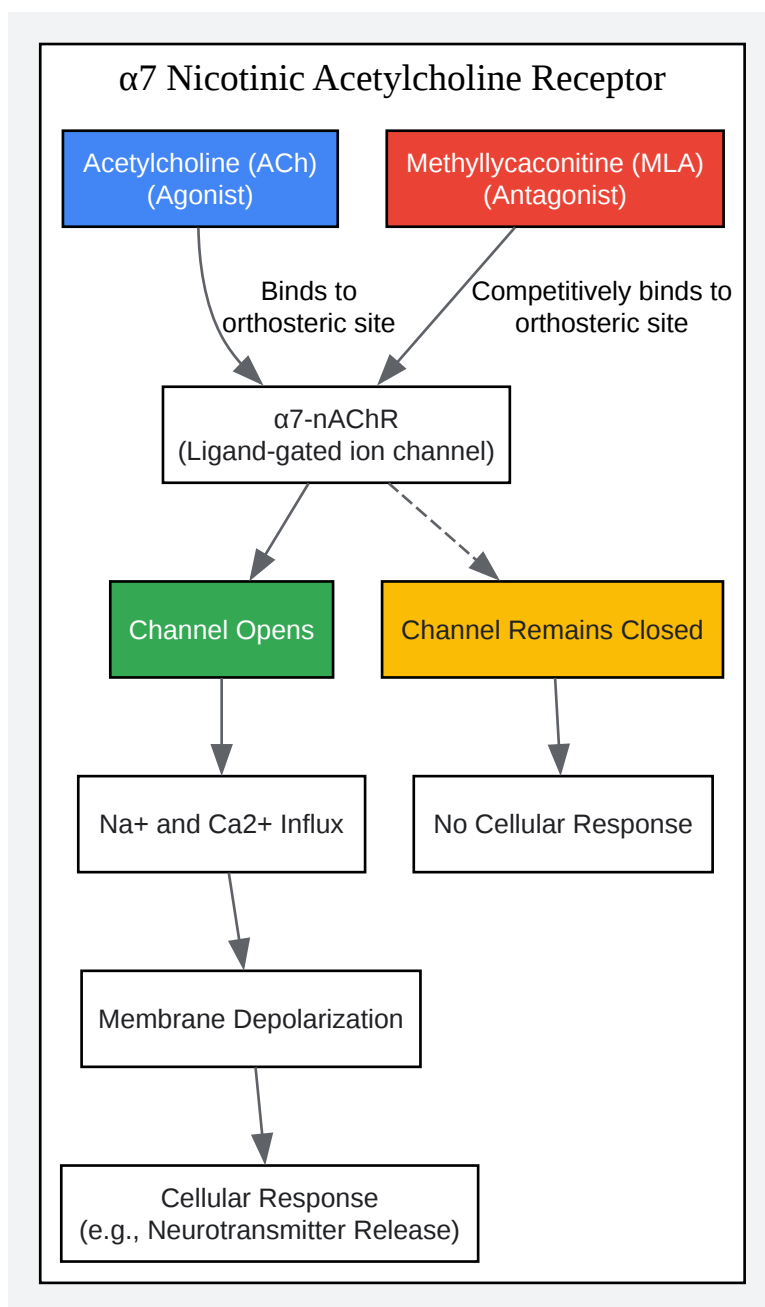 α7 Nicotinic Acetylcholine Receptor
Acetylcholine (ACh)
(Agonist)
Methyllycaconitine (MLA)
(Antagonist)
Binds to
orthosteric site
Competitively binds to
orthosteric site
α7-nAChR
(Ligand-gated ion channel)
Channel Opens
Channel Remains Closed
Na+ and Ca2+ Influx
No Cellular Response
Membrane Depolarization
Cellular Response
(e.g., Neurotransmitter Release)